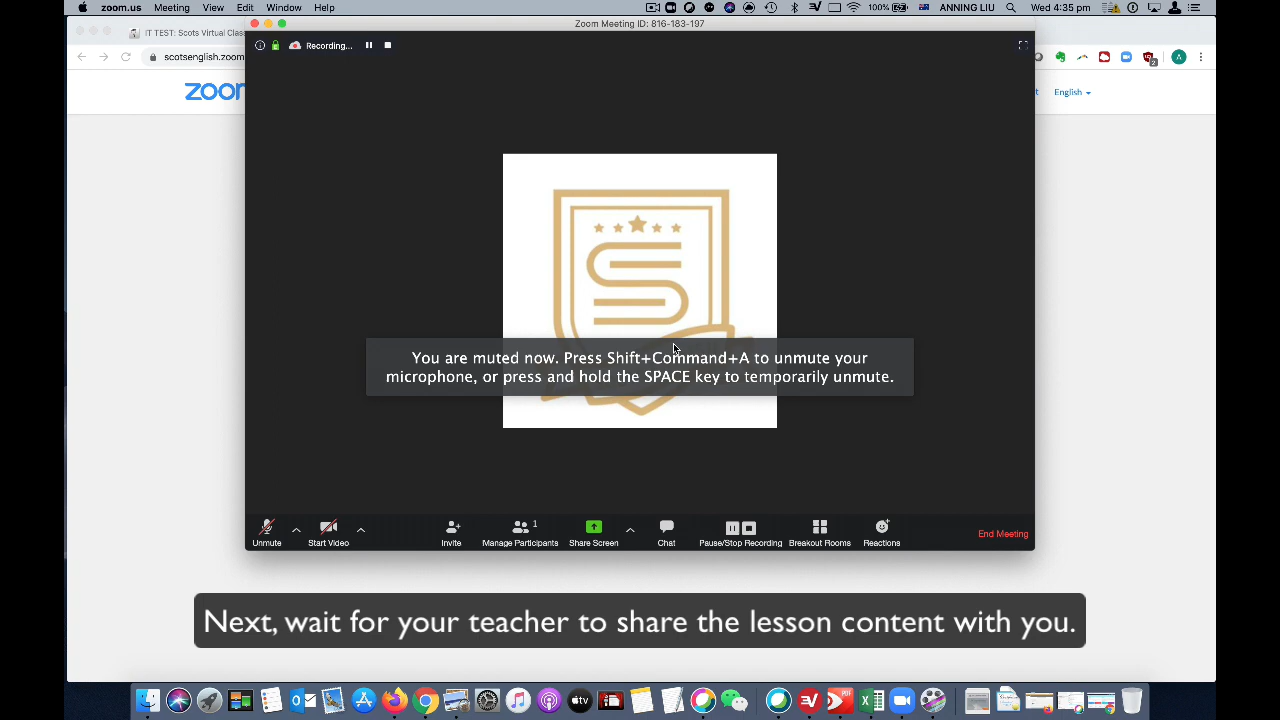 zoom.us Meeting View Edit Window Help
100%
ANNING LIU
Wed 4:35 pm
Zoom Meeting ID: 816-183-197
IT TEST: Scots Virtual Clas
scotsenglish.zoom
Recording...
2
A
zoom
English
You are muted now. Press Shift+Command+A to unmute your
microphone, or press and hold the SPACE key to temporarily unmute.
1
Unmute Start Video Invite Manage Participants Share Screen Chat Pause/Stop Recording Breakout Rooms Reactions End Meeting
Next, wait for your teacher to share the lesson content with you.
tv
PDF